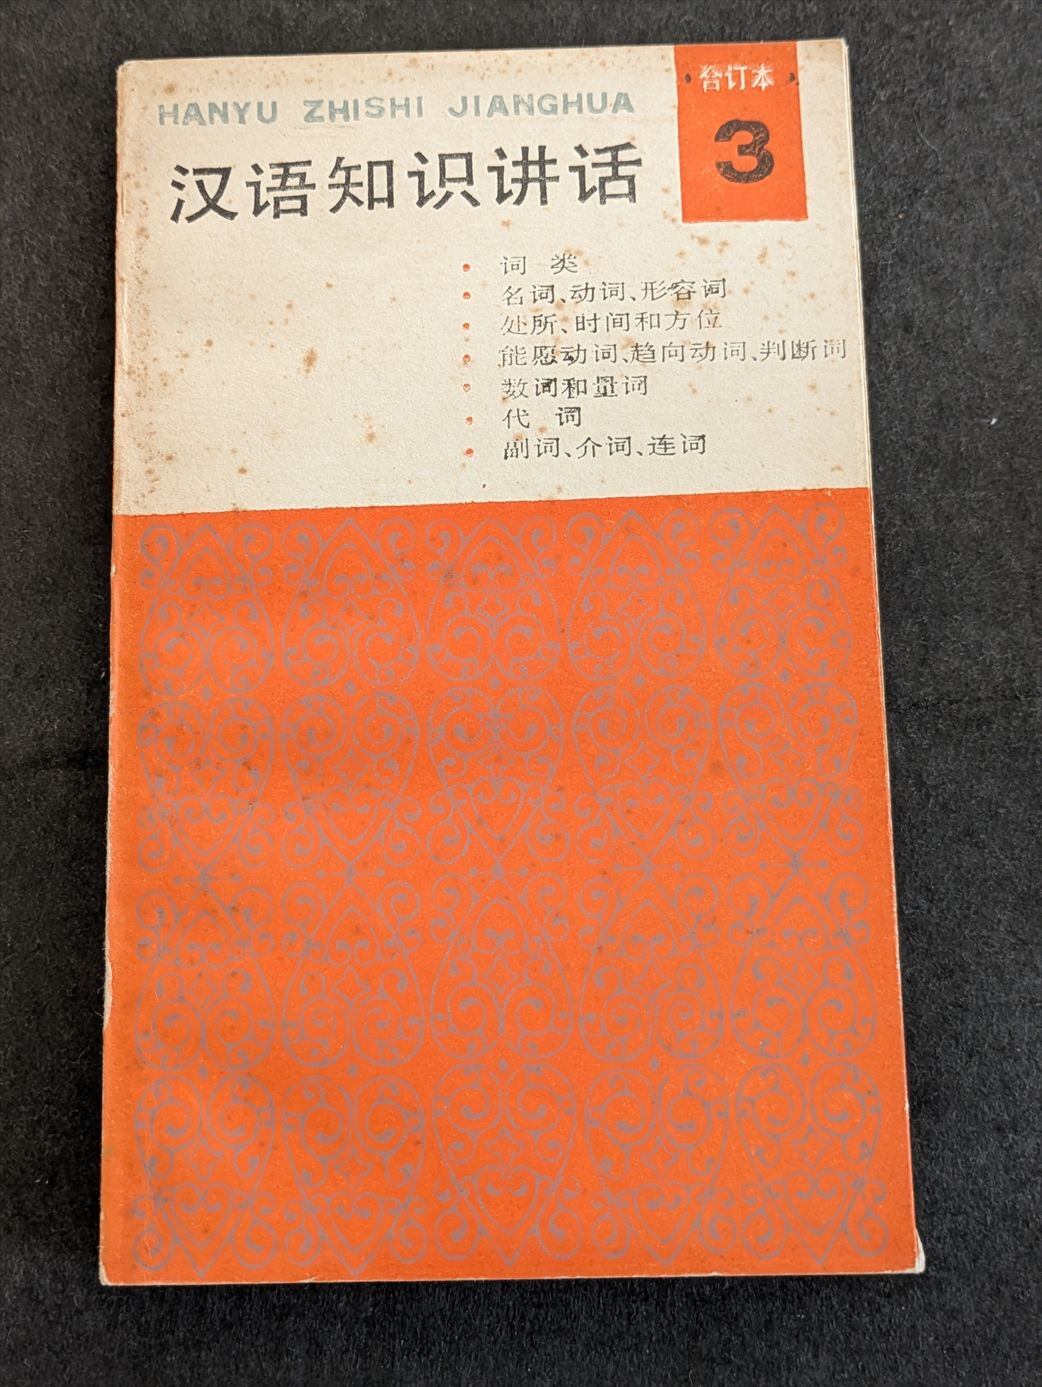 HANYU ZHISHI JIANGHUA
汉语知识讲话
合订本
3
• 词 类
• 名词、动词、形容词
• 处所、时间和方位
• 能愿动词、趋向动词、判断词
• 数词和量词
• 代 词
• 副词、介词、连词